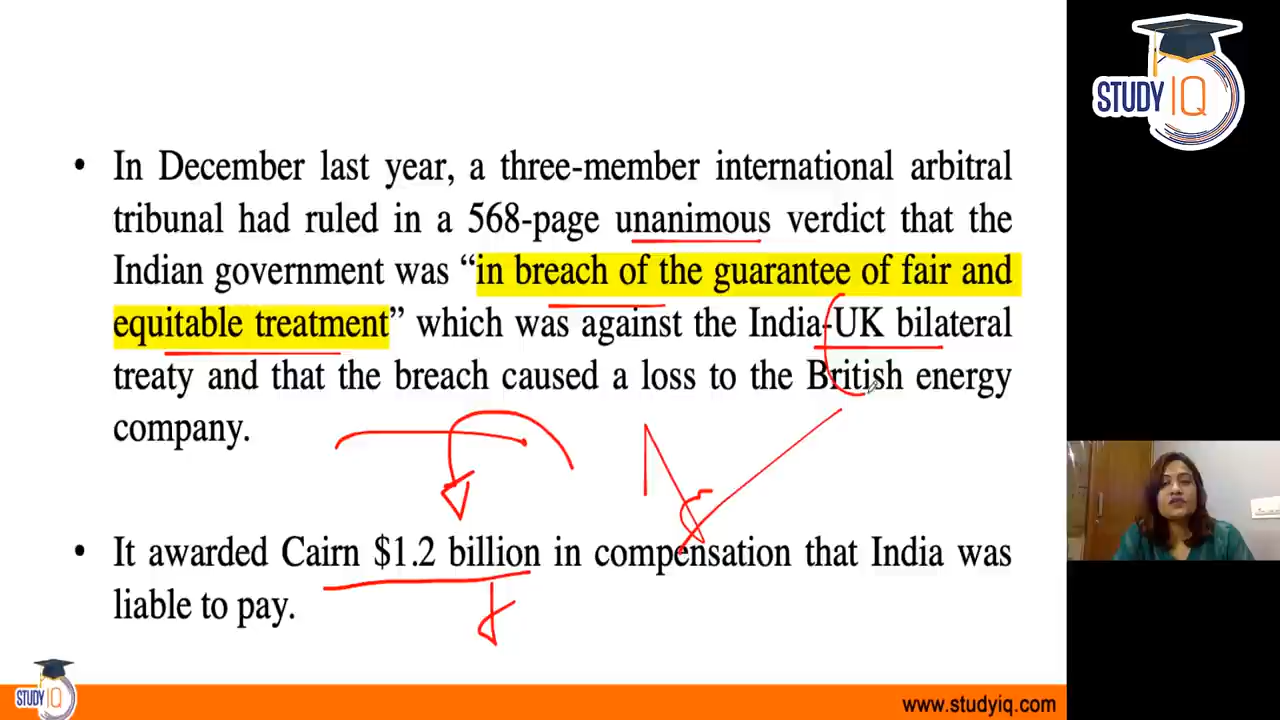 STUDY IQ
• In December last year, a three-member international arbitral
tribunal had ruled in a 568-page unanimous verdict that the
Indian government was “in breach of the guarantee of fair and
equitable treatment” which was against the India-UK bilateral
treaty and that the breach caused a loss to the British energy
company.
• It awarded Cairn $1.2 billion in compensation that India was
liable to pay.
STUDY IQ
www.studyiq.com